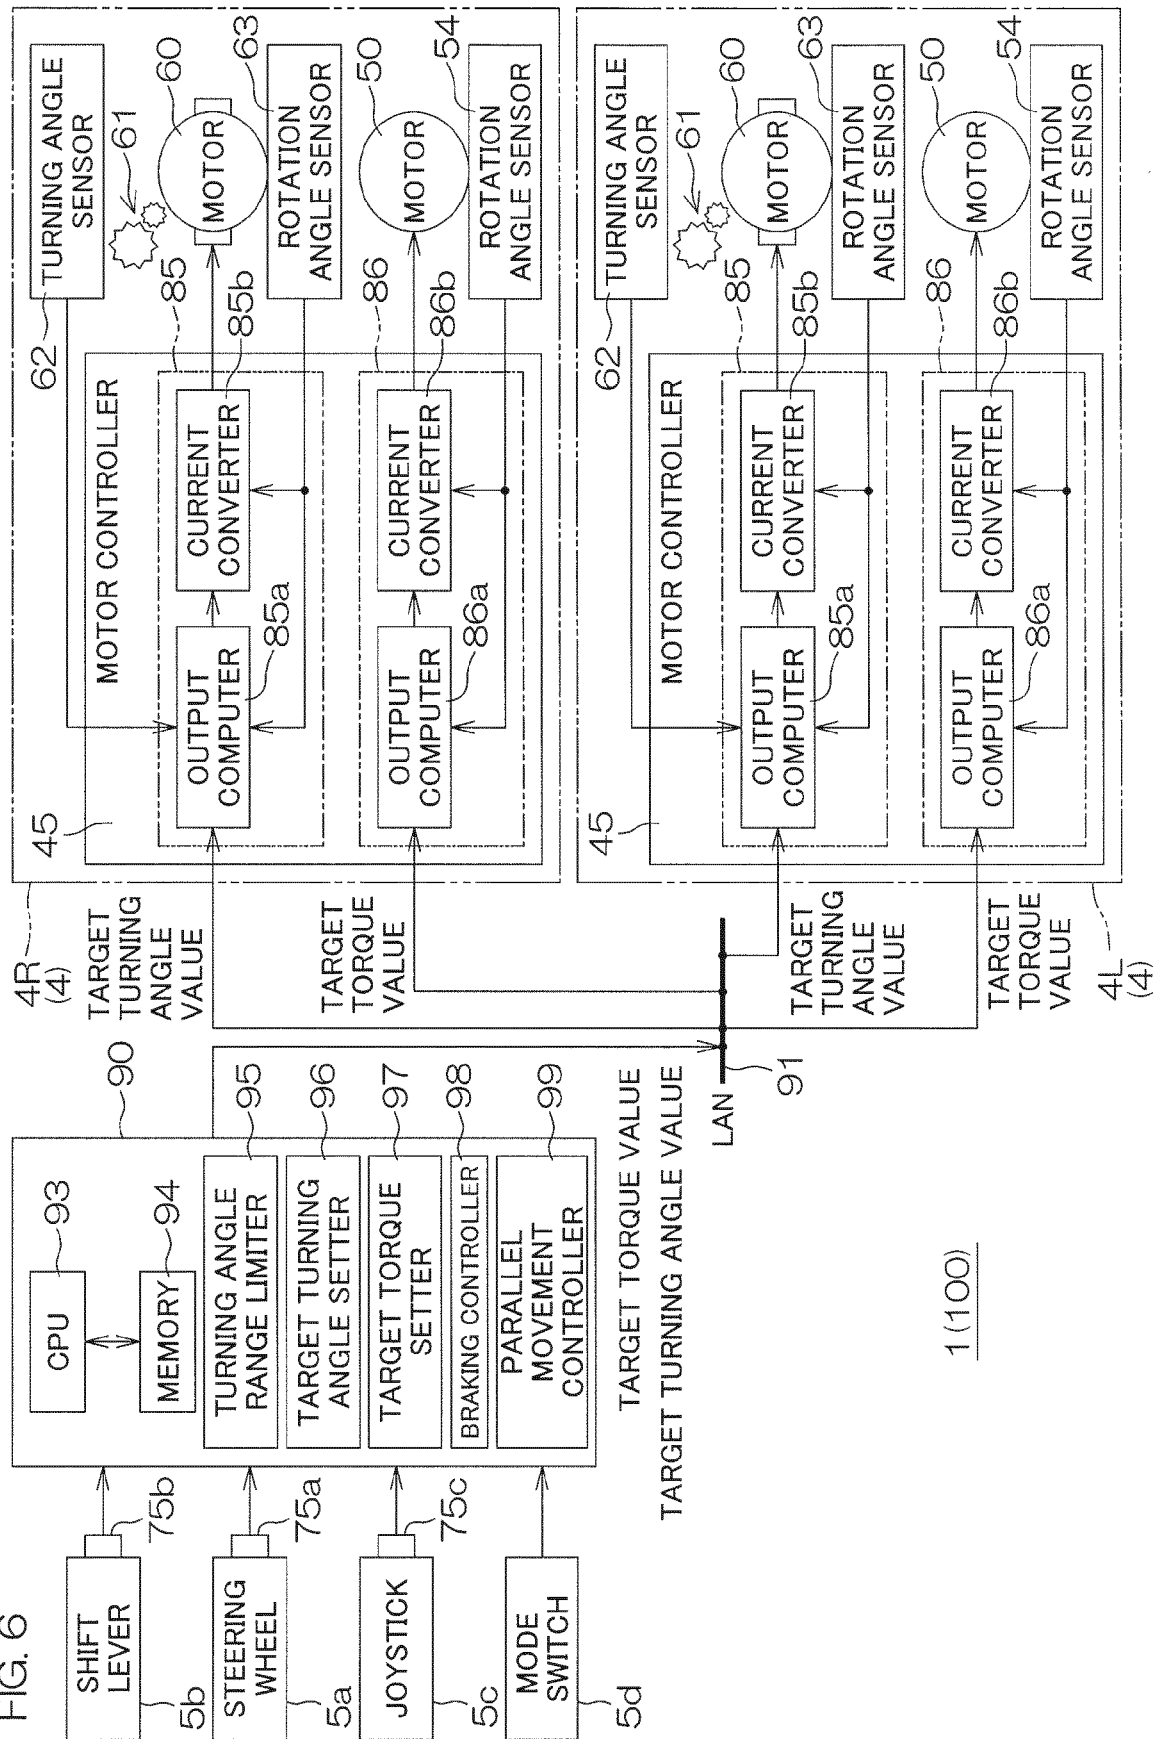 FIG. 6
SHIFT
LEVER
5b
75b
STEERING
WHEEL
5a
75a
JOYSTICK
5c
75c
MODE
SWITCH
5d
90
CPU
93
MEMORY
94
TURNING ANGLE
RANGE LIMITER
95
TARGET TURNING
ANGLE SETTER
96
TARGET TORQUE
SETTER
97
BRAKING CONTROLLER
98
PARALLEL
MOVEMENT
CONTROLLER
99
TARGET TORQUE VALUE
TARGET TURNING ANGLE VALUE
LAN
91
1(100)
4R
(4)
TARGET
TURNING
ANGLE
VALUE
TARGET
TORQUE
VALUE
45
MOTOR CONTROLLER
OUTPUT
COMPUTER
85a
CURRENT
CONVERTER
85b
85
OUTPUT
COMPUTER
86a
CURRENT
CONVERTER
86b
86
62
TURNING ANGLE
SENSOR
61
MOTOR
60
ROTATION
ANGLE SENSOR
63
MOTOR
50
ROTATION
ANGLE SENSOR
54
TARGET
TURNING
ANGLE
VALUE
TARGET
TORQUE
VALUE
4L
(4)
45
MOTOR CONTROLLER
OUTPUT
COMPUTER
85a
CURRENT
CONVERTER
85b
85
OUTPUT
COMPUTER
86a
CURRENT
CONVERTER
86b
86
62
TURNING ANGLE
SENSOR
61
MOTOR
60
ROTATION
ANGLE SENSOR
63
MOTOR
50
ROTATION
ANGLE SENSOR
54